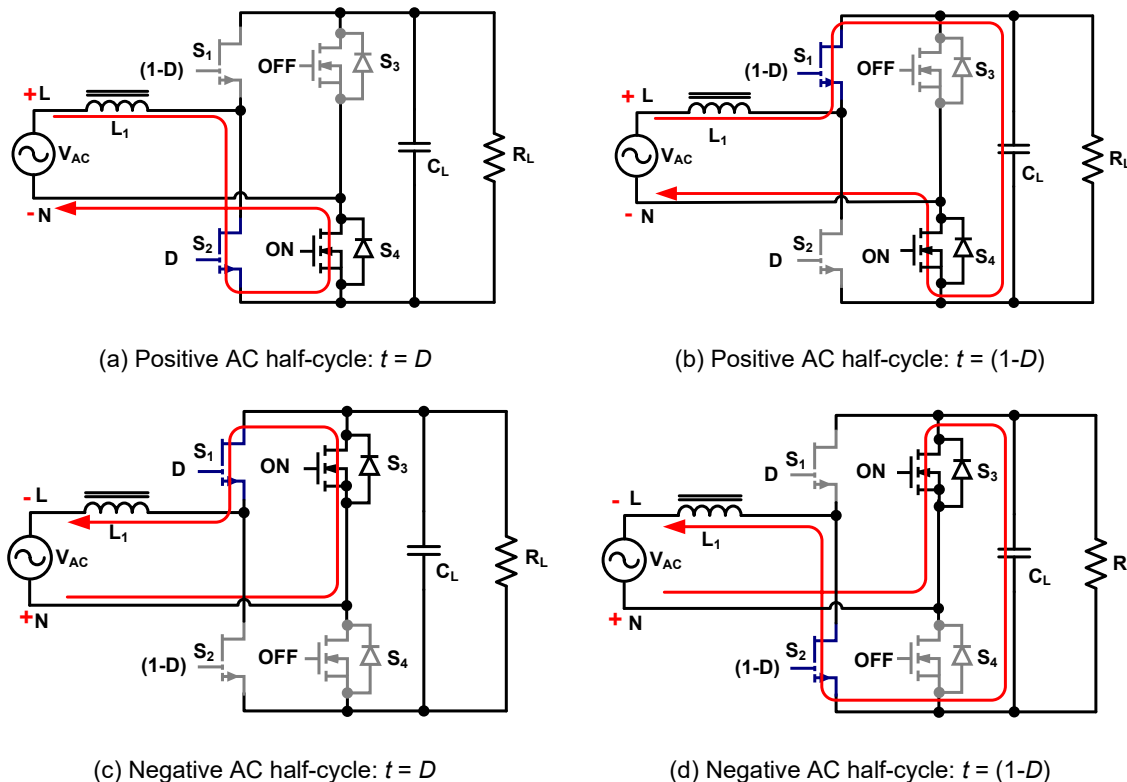 S1
(1-D)
OFF
S3
+ L
L1
VAC
CL
RL
- N
S2
D
ON
S4
(a) Positive AC half-cycle: t = D
S1
(1-D)
OFF
S3
+ L
L1
VAC
CL
RL
- N
S2
D
ON
S4
(b) Positive AC half-cycle: t = (1-D)
S1
D
ON
S3
- L
L1
VAC
CL
RL
+ N
S2
(1-D)
OFF
S4
(c) Negative AC half-cycle: t = D
S1
D
ON
S3
- L
L1
VAC
CL
R
+ N
S2
(1-D)
OFF
S4
(d) Negative AC half-cycle: t = (1-D)